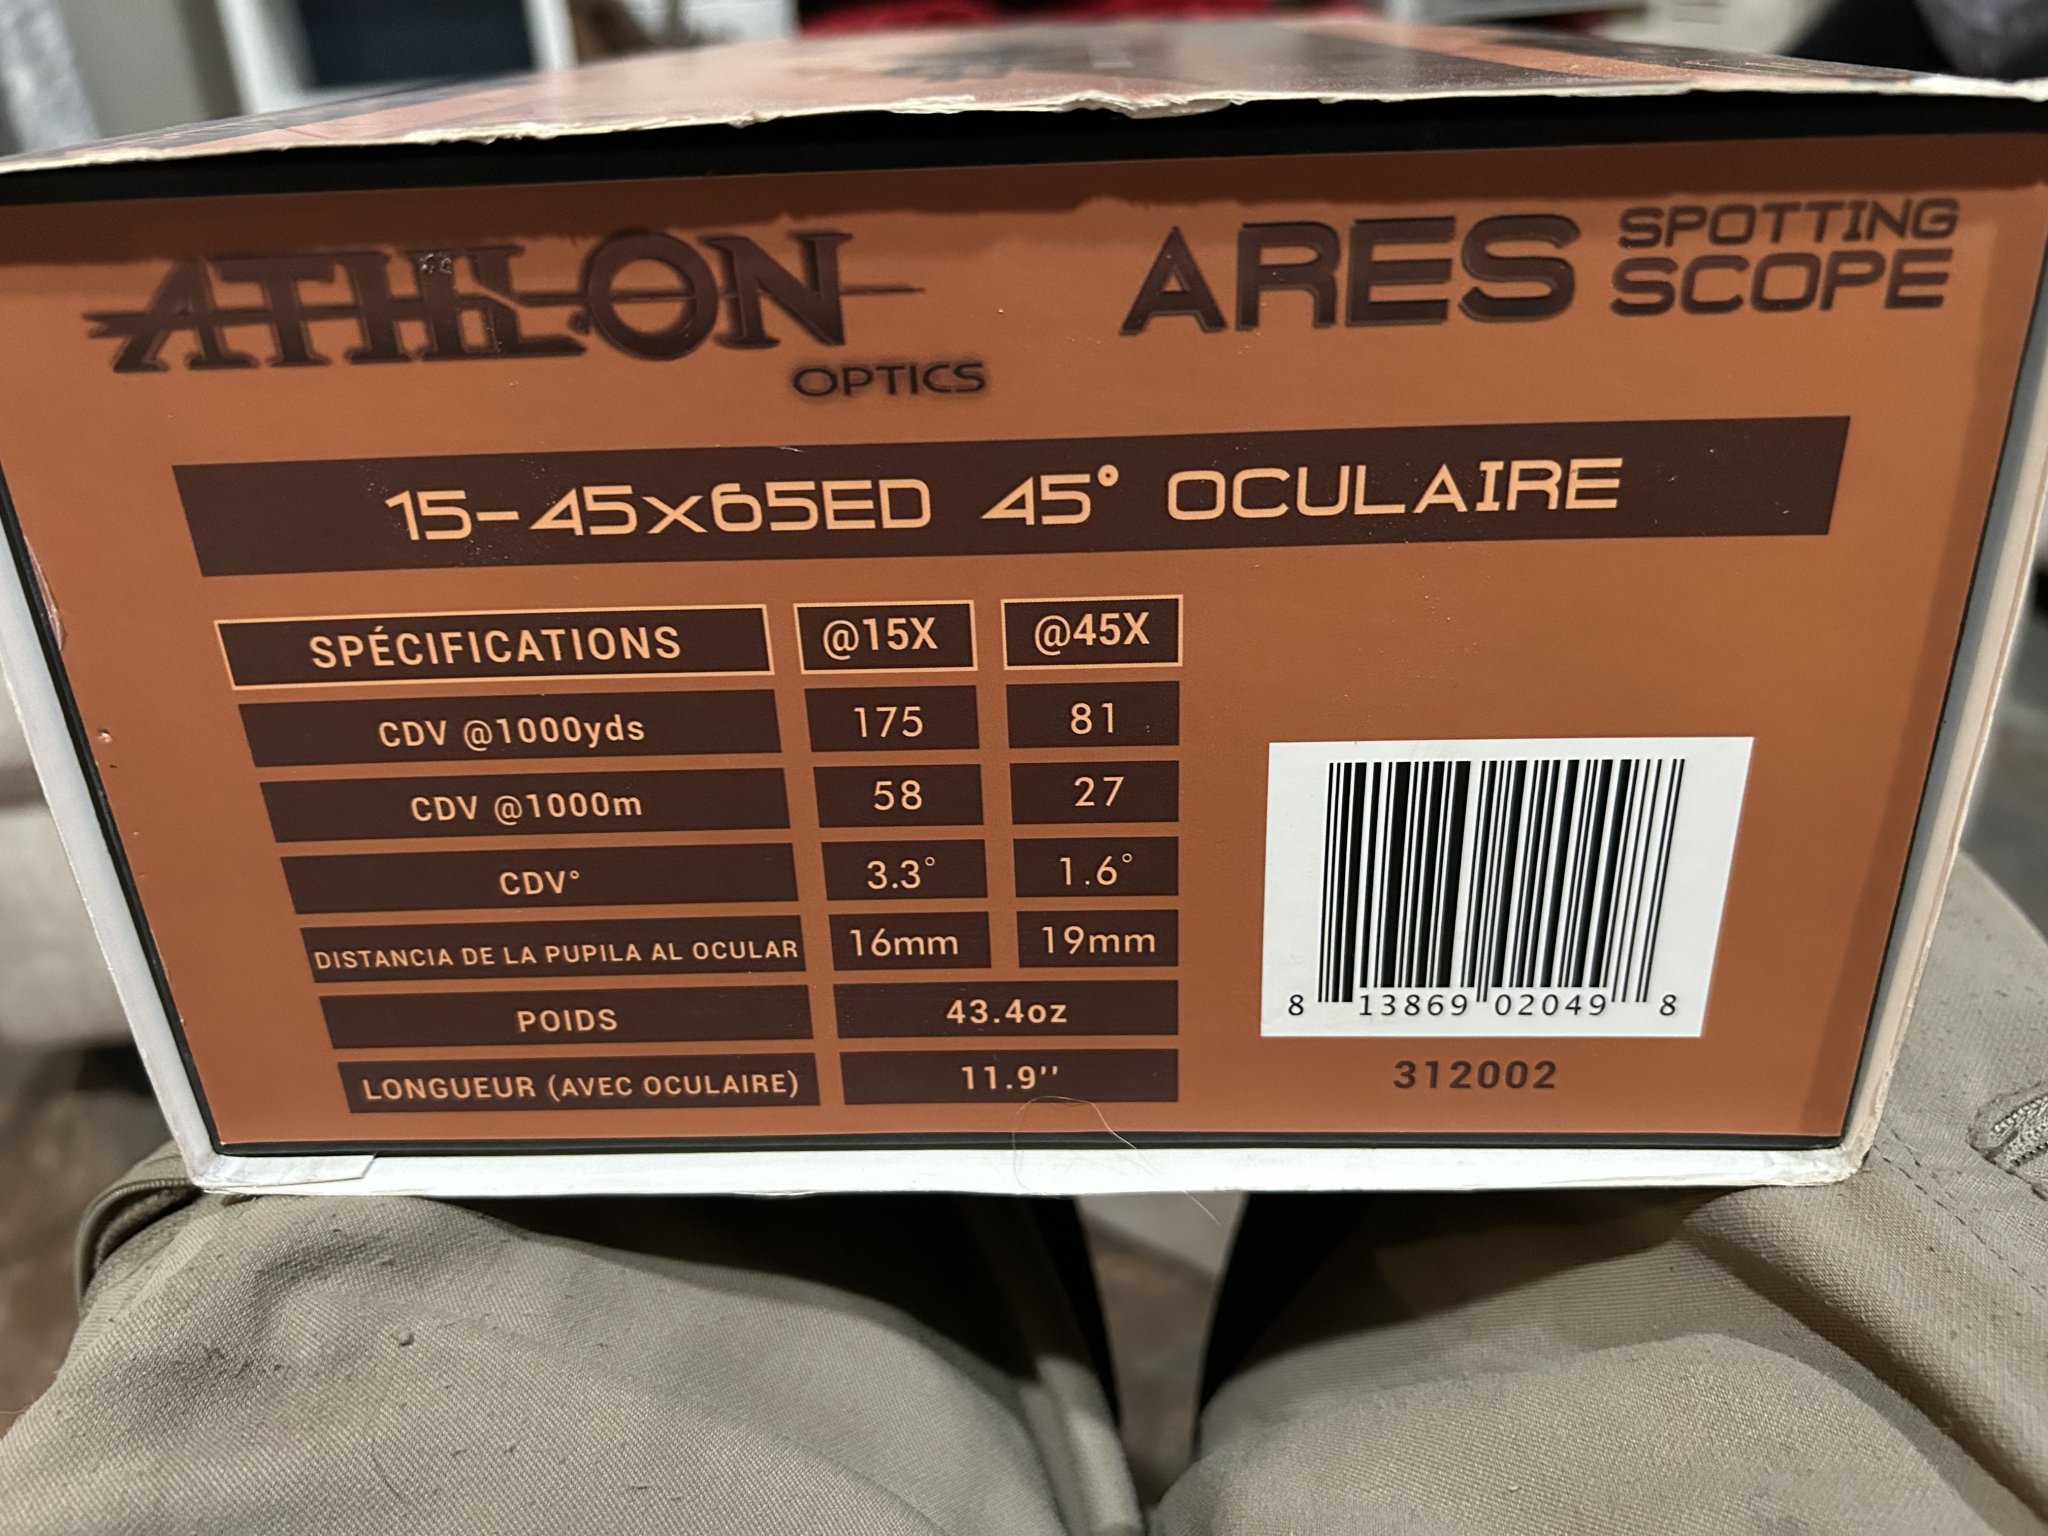 ATHLON
OPTICS
ARES SPOTTING
SCOPE
15-45x65ED 45° OCULAIRE
SPÉCIFICATIONS @15X @45X
CDV @1000yds 175 81
CDV @1000m 58 27
CDV° 3.3° 1.6°
DISTANCIA DE LA PUPILA AL OCULAR 16mm 19mm
POIDS 43.4oz
LONGUEUR (AVEC OCULAIRE) 11.9''
8 13869 02049 8
312002